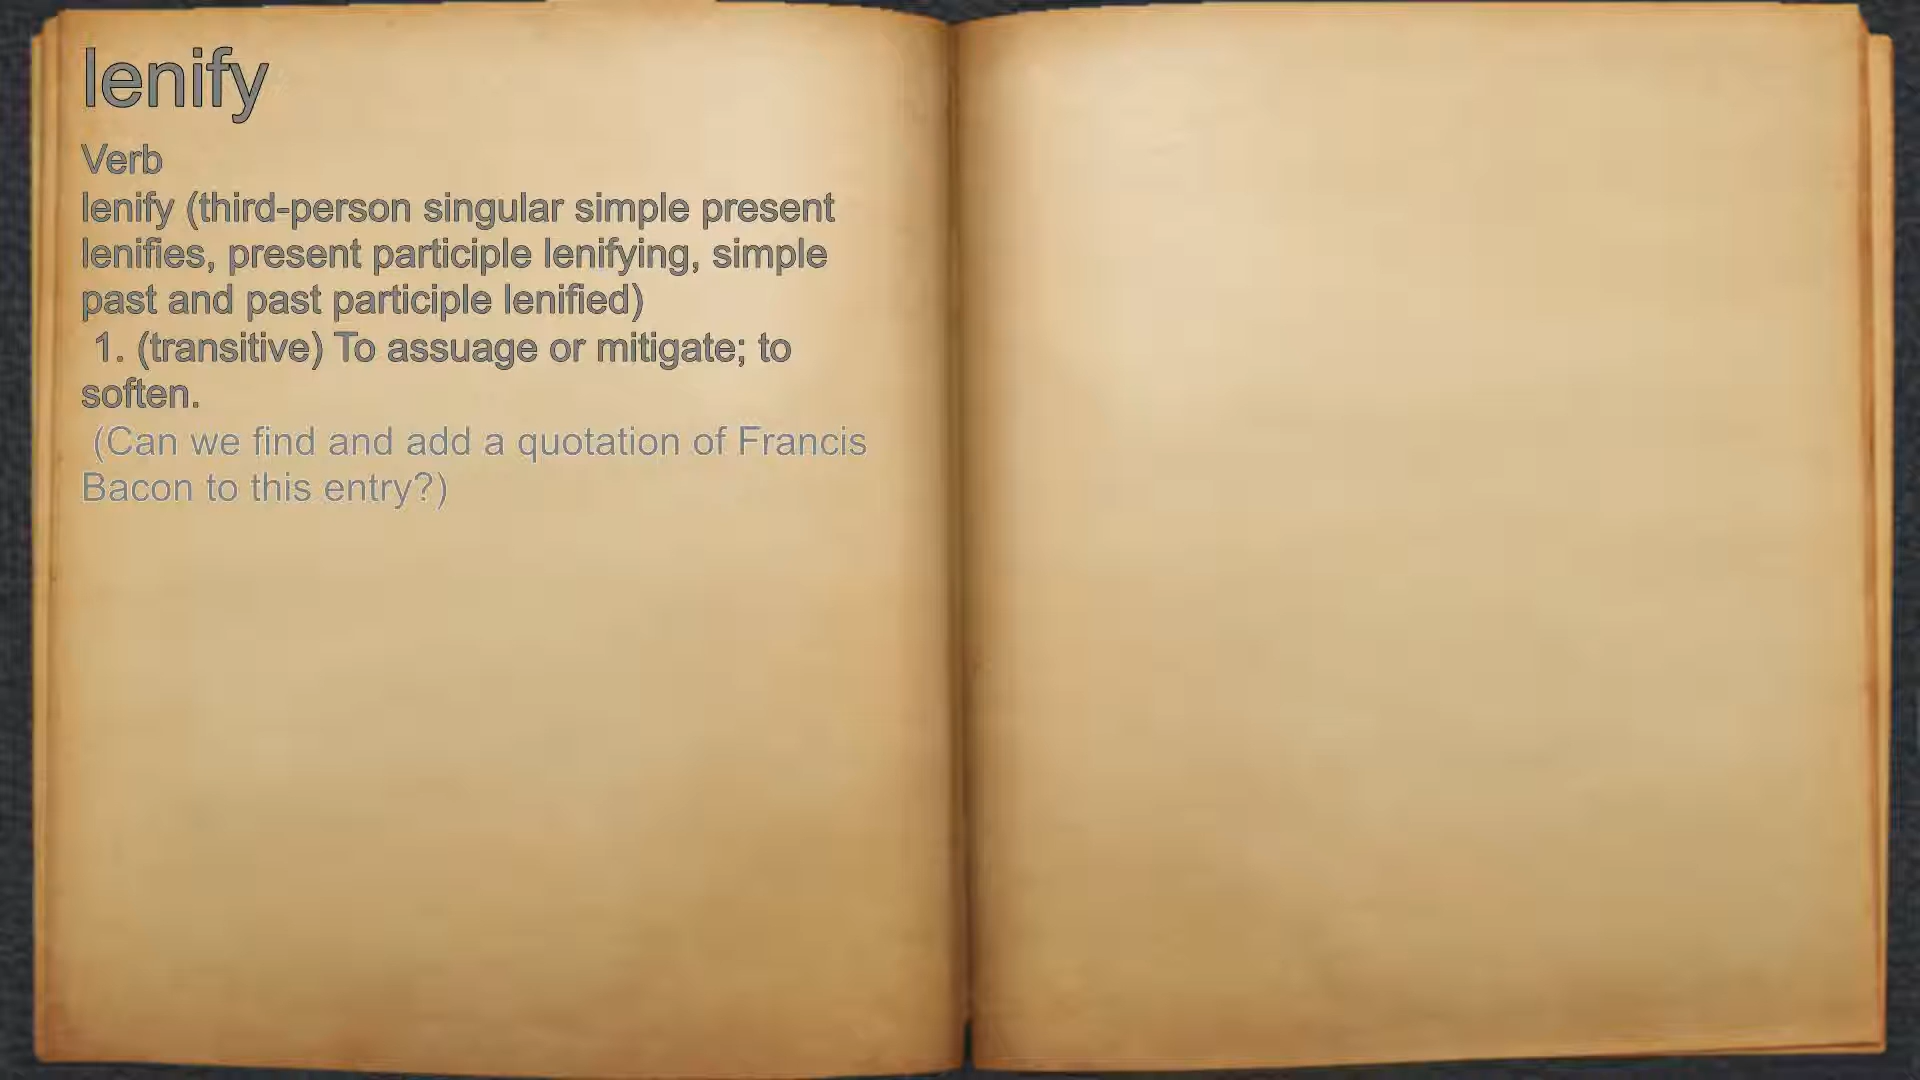 lenify
Verb
lenify (third-person singular simple present
lenifies, present participle lenifying, simple
past and past participle lenified)
1. (transitive) To assuage or mitigate; to
soften.
(Can we find and add a quotation of Francis
Bacon to this entry?)